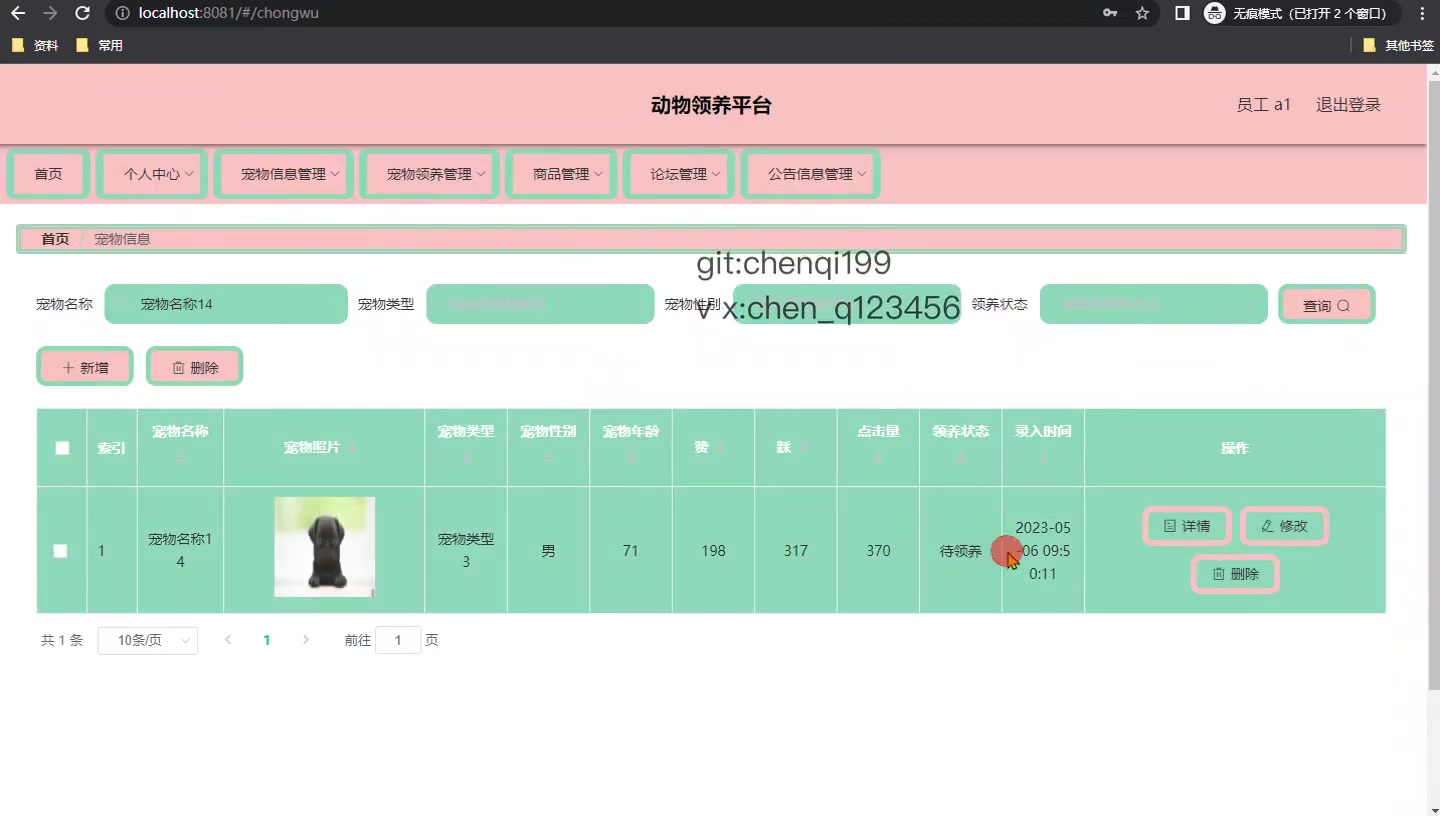 localhost:8081/#/chongwu
无痕模式（已打开 2 个窗口）
资料
常用
其他书签
动物领养平台
员工 a1
退出登录
首页
个人中心
宠物信息管理
宠物领养管理
商品管理
论坛管理
公告信息管理
首页 / 宠物信息
git:chenqi199
宠物名称
宠物名称14
宠物类型
宠物性别
v x:chen_q123456
领养状态
查询
新增
删除
索引
宠物名称
宠物照片
宠物类型
宠物性别
宠物年龄
赞
踩
点击量
领养状态
录入时间
操作
1
宠物名称1
4
宠物类型
3
男
71
198
317
370
待领养
2023-05
-06 09:5
0:11
详情
修改
删除
共 1 条
10条/页
1
前往
1
页